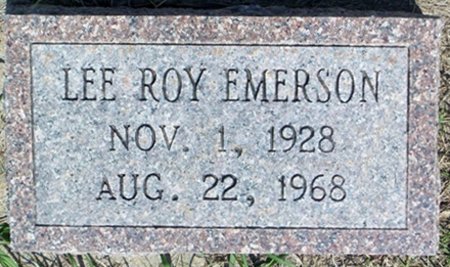 LEE ROY EMERSON
NOV. 1, 1928
AUG. 22, 1968